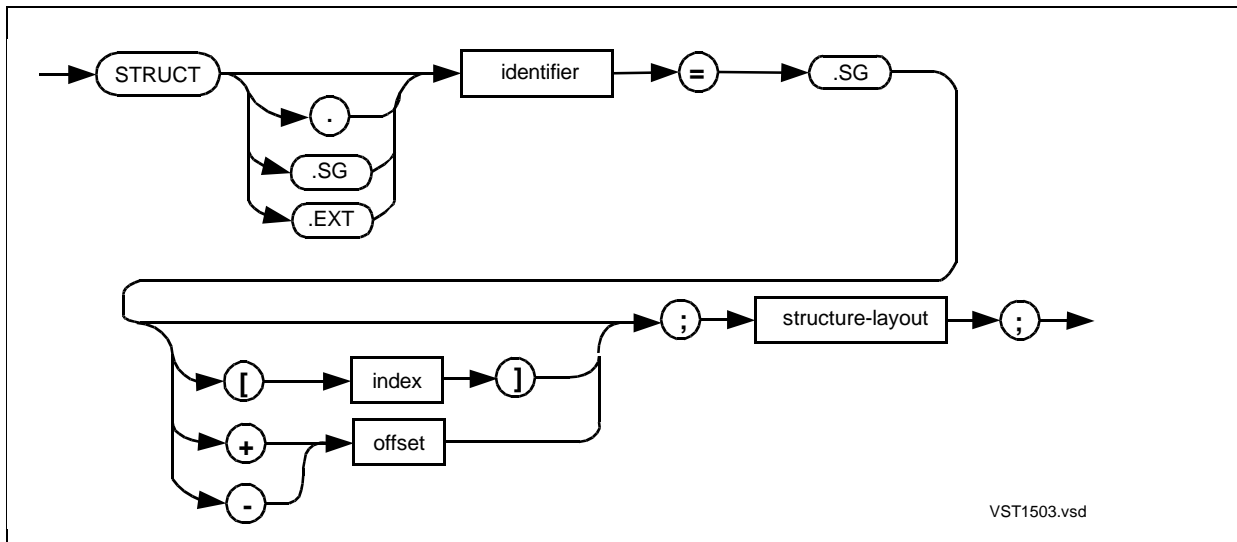 STRUCT identifier = .SG
.
.SG
.EXT
; structure-layout ;
[ index ]
+ offset
-
VST1503.vsd